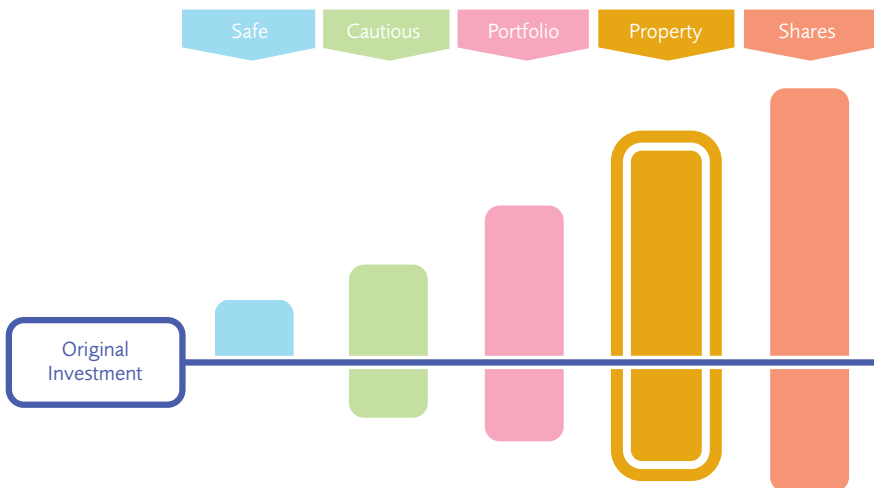 Safe
Cautious
Portfolio
Property
Shares
Original
Investment